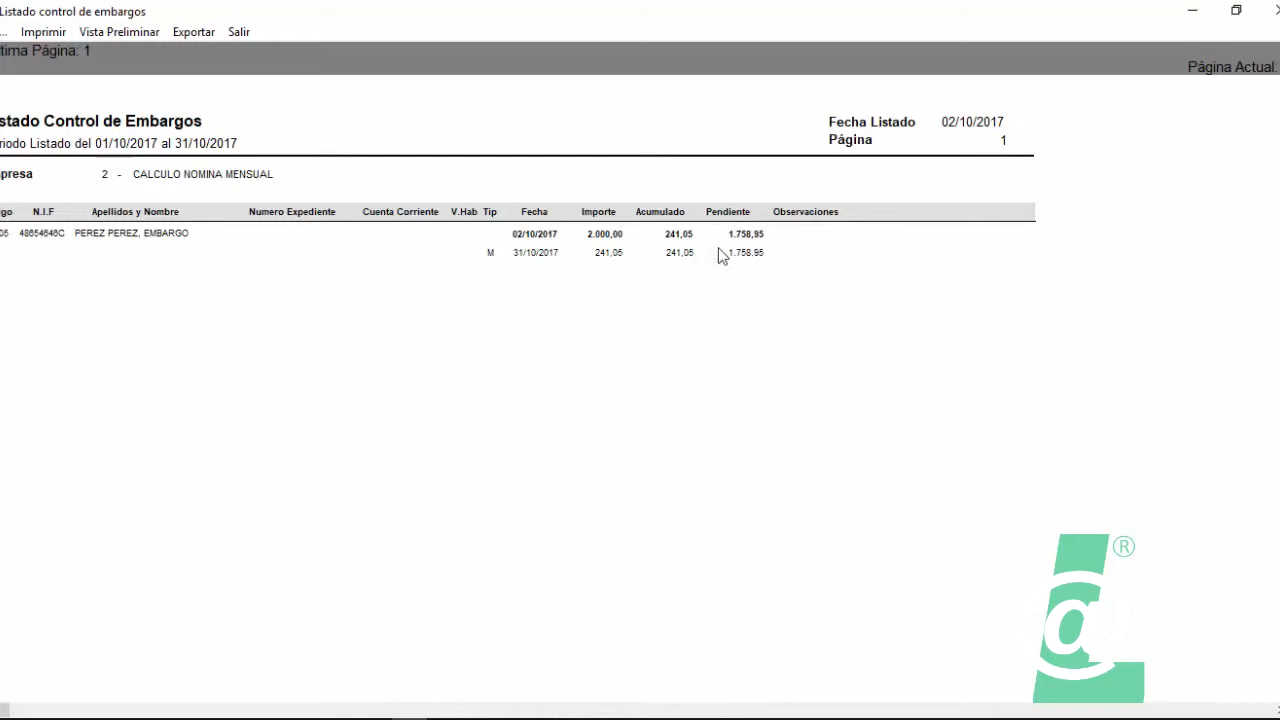 Listado control de embargos
... Imprimir Vista Preliminar Exportar Salir
tima Página: 1
Página Actual:
stado Control de Embargos
Fecha Listado 02/10/2017
riodo Listado del 01/10/2017 al 31/10/2017
Página 1
presa 2 - CALCULO NOMINA MENSUAL
igo N.I.F Apellidos y Nombre Numero Expediente Cuenta Corriente V.Hab Tip Fecha Importe Acumulado Pendiente Observaciones
05 48654646C PEREZ PEREZ, EMBARGO 02/10/2017 2.000,00 241,05 1.758,95
M 31/10/2017 241,05 241,05 1.758,95
@ ®